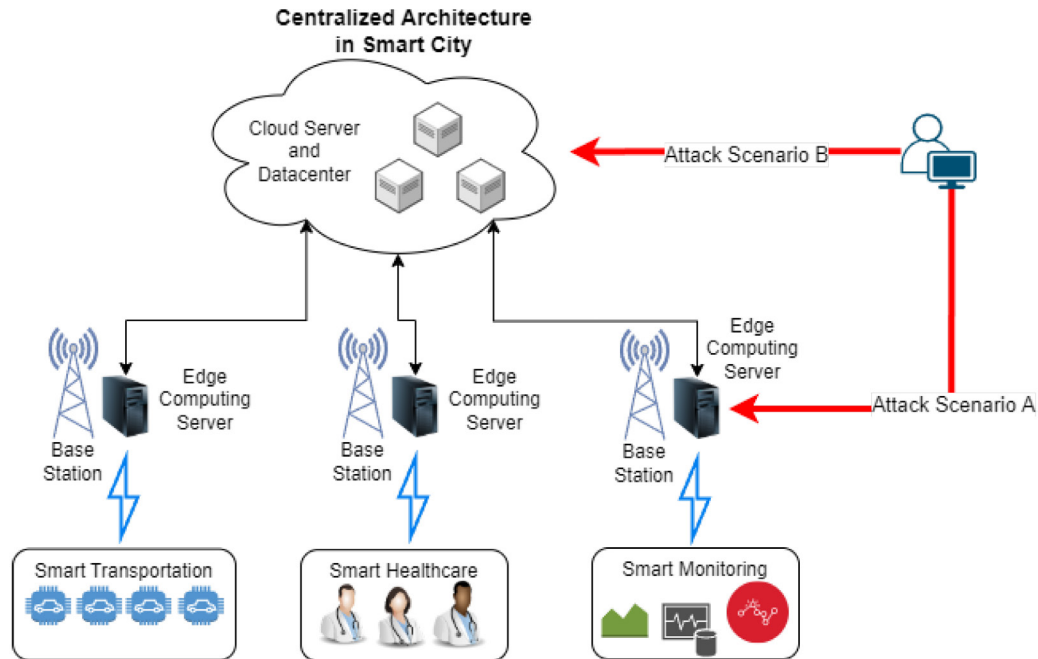 Centralized Architecture
in Smart City
Cloud Server
and
Datacenter
Attack Scenario B
Edge
Computing
Server
Base
Station
Edge
Computing
Server
Base
Station
Edge
Computing
Server
Base
Station
Attack Scenario A
Smart Transportation
Smart Healthcare
Smart Monitoring